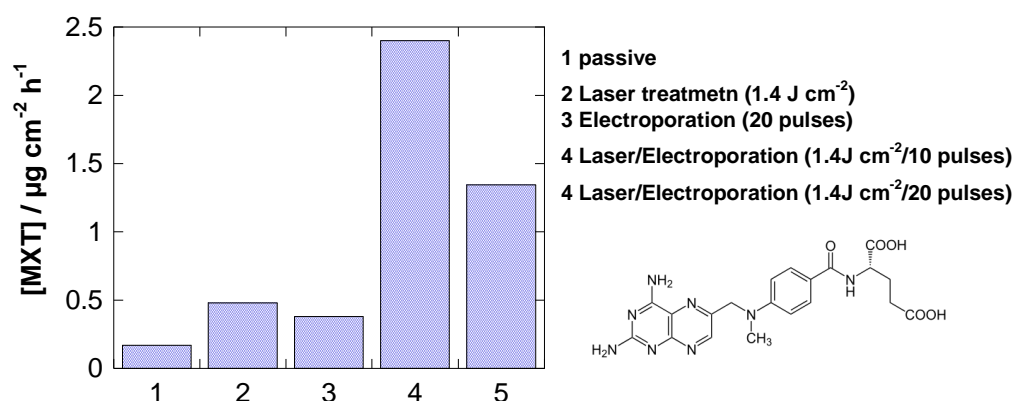 2.5
2
1.5
1
0.5
0
[MXT] / µg cm⁻² h⁻¹
1 2 3 4 5
1 passive
2 Laser treatmetn (1.4 J cm⁻²)
3 Electroporation (20 pulses)
4 Laser/Electroporation (1.4J cm⁻²/10 pulses)
4 Laser/Electroporation (1.4J cm⁻²/20 pulses)
O COOH
NH₂
N N N H
N COOH
H₂N N N CH₃